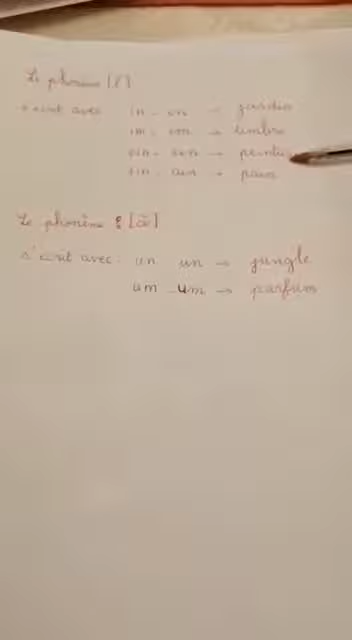 Le phonème [ ]
s'écrit avec in - in → jardin
im - im → timbre
ein - ein → peintu
ain - ain → pain
Le phonème [œ̃]
s'écrit avec : un un → jungle
um - um → parfum